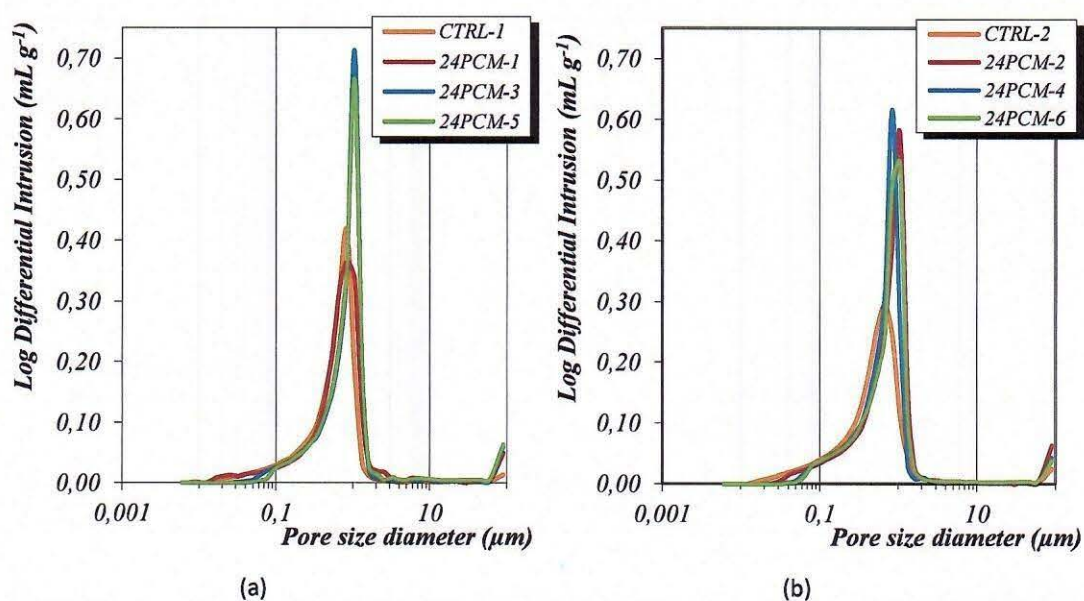 Log Differential Intrusion (mL g⁻¹)
0,70
0,60
0,50
0,40
0,30
0,20
0,10
0,00
0,001
0,1
10
Pore size diameter (µm)
CTRL-1
24PCM-1
24PCM-3
24PCM-5
(a)
Log Differential Intrusion (mL g⁻¹)
0,70
0,60
0,50
0,40
0,30
0,20
0,10
0,00
0,001
0,1
10
Pore size diameter (µm)
CTRL-2
24PCM-2
24PCM-4
24PCM-6
(b)